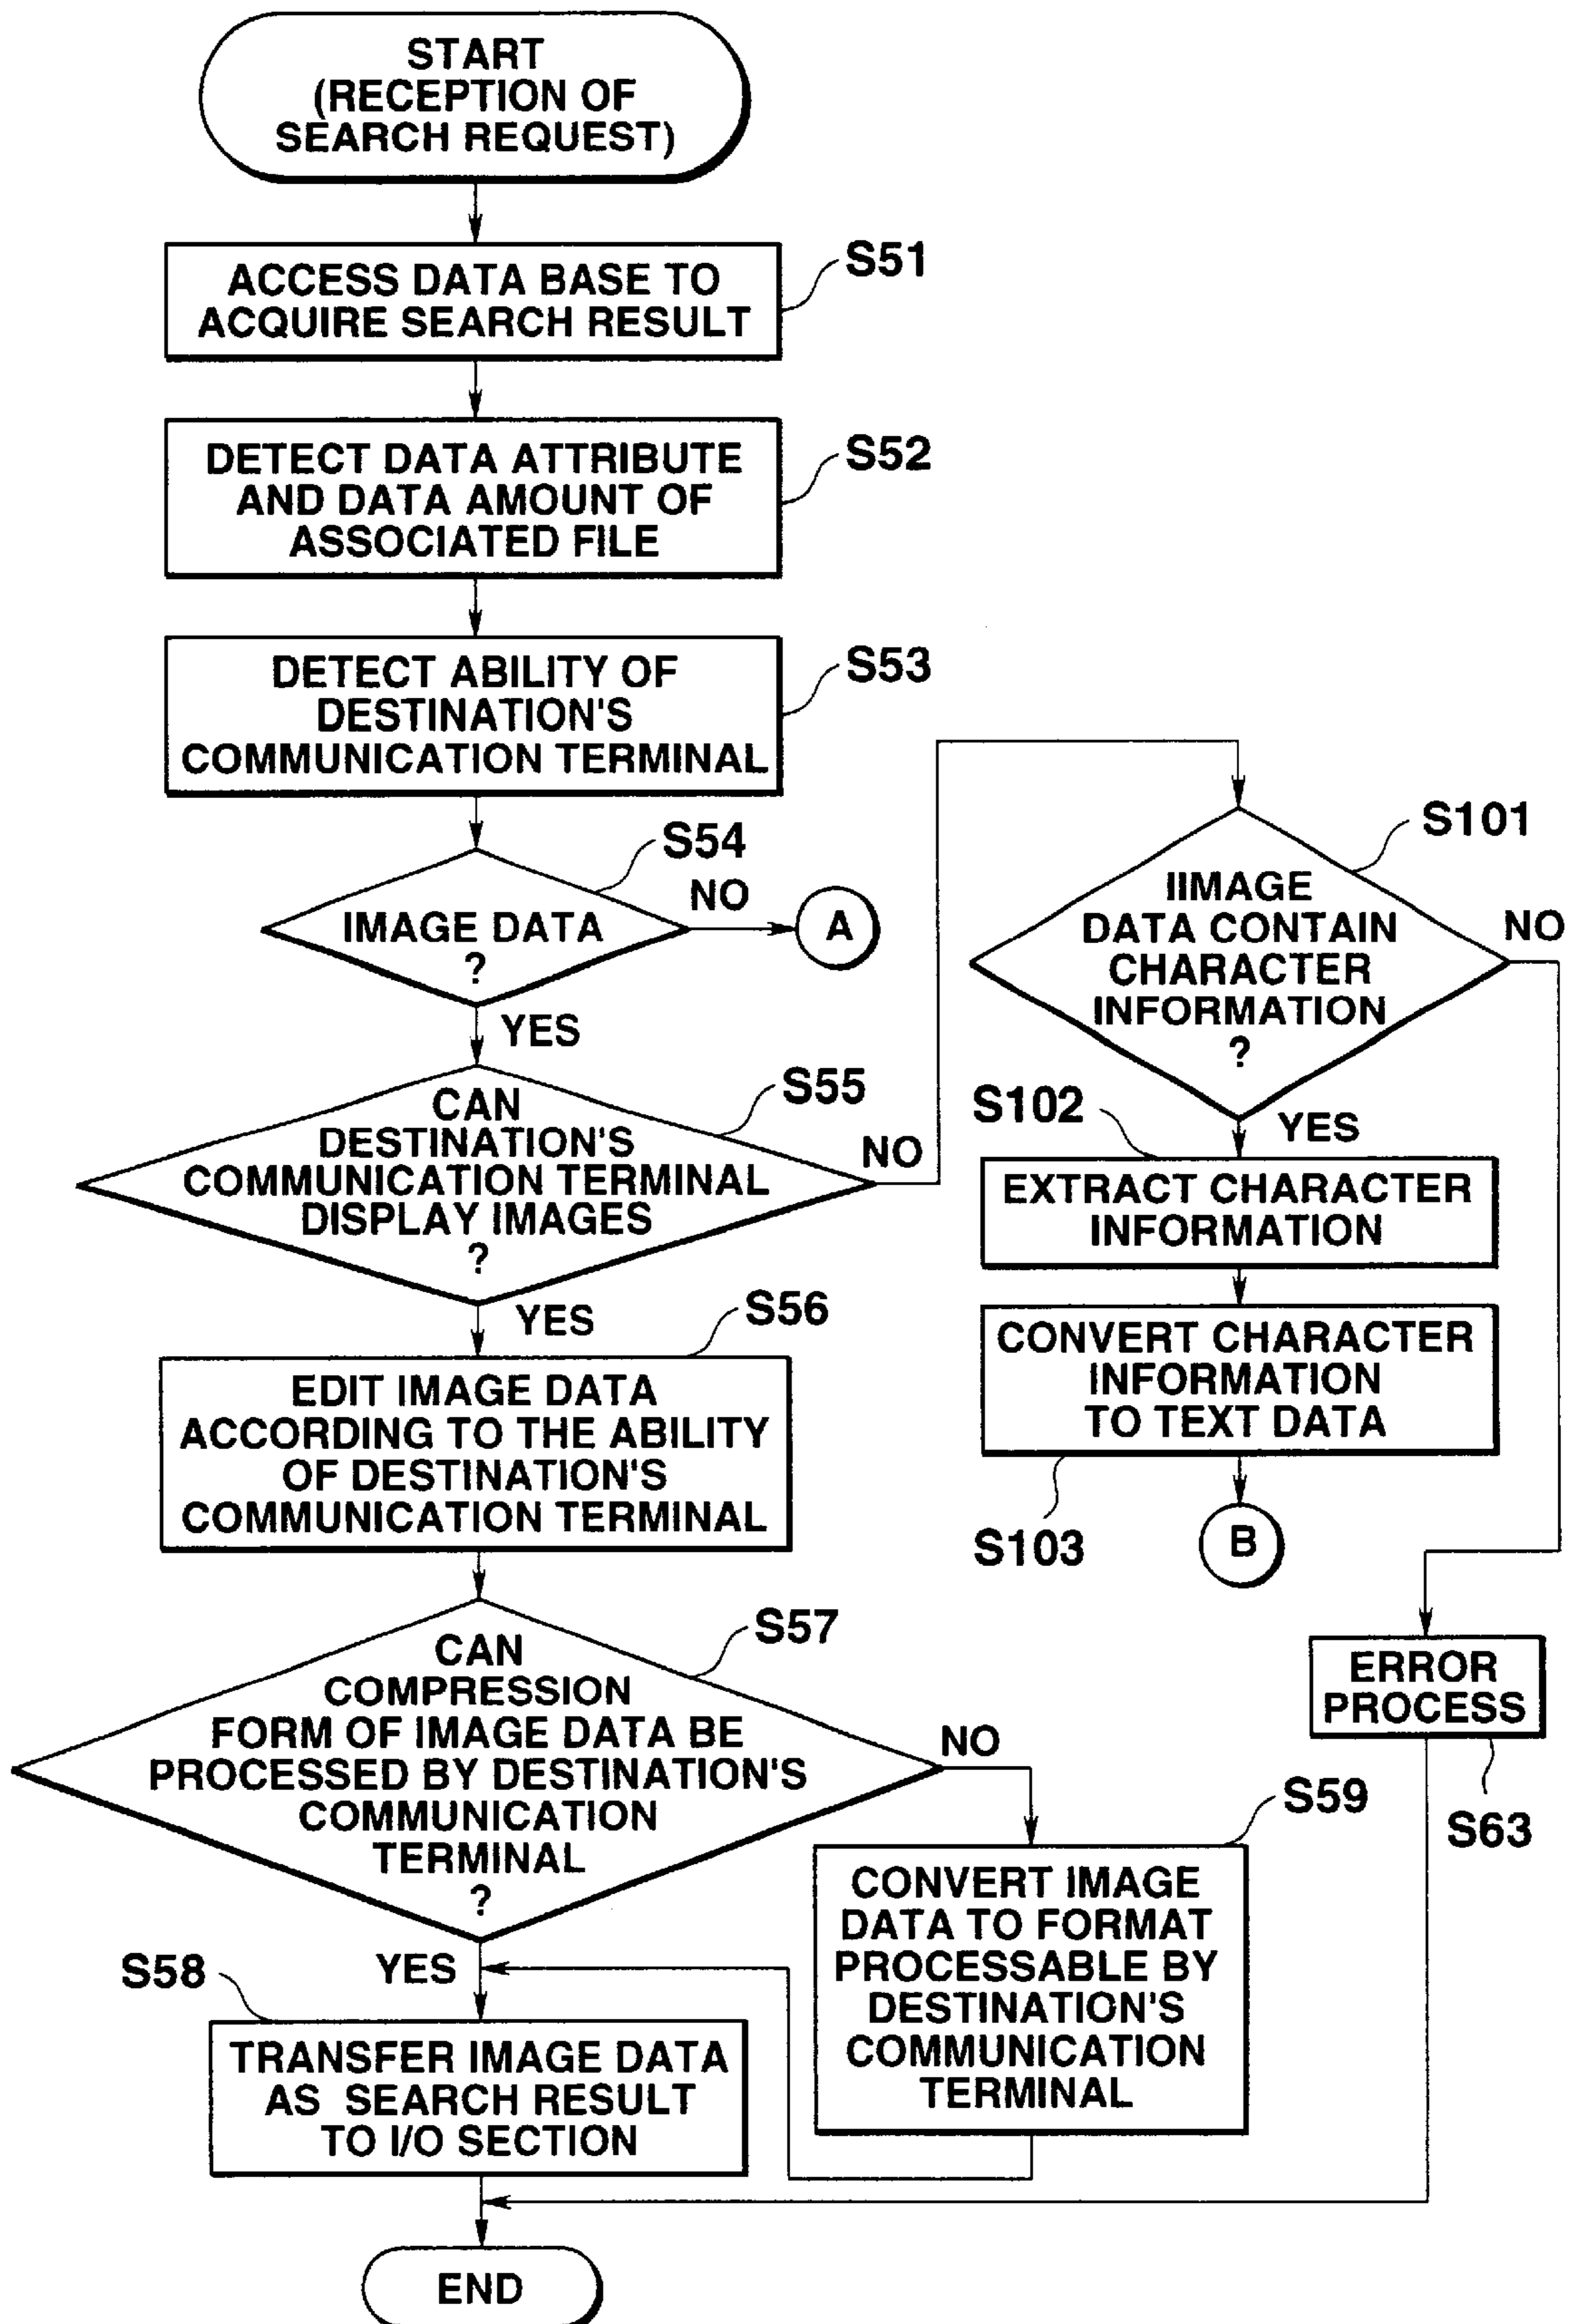 START
(RECEPTION OF
SEARCH REQUEST)
S51
ACCESS DATA BASE TO
ACQUIRE SEARCH RESULT
S52
DETECT DATA ATTRIBUTE
AND DATA AMOUNT OF
ASSOCIATED FILE
S53
DETECT ABILITY OF
DESTINATION'S
COMMUNICATION TERMINAL
S54
IMAGE DATA
?
NO
A
YES
S55
CAN
DESTINATION'S
COMMUNICATION TERMINAL
DISPLAY IMAGES
?
NO
YES
S56
EDIT IMAGE DATA
ACCORDING TO THE ABILITY
OF DESTINATION'S
COMMUNICATION TERMINAL
S57
CAN
COMPRESSION
FORM OF IMAGE DATA BE
PROCESSED BY DESTINATION'S
COMMUNICATION
TERMINAL
?
NO
YES
S58
TRANSFER IMAGE DATA
AS SEARCH RESULT
TO I/O SECTION
S59
CONVERT IMAGE
DATA TO FORMAT
PROCESSABLE BY
DESTINATION'S
COMMUNICATION
TERMINAL
END
S101
IIMAGE
DATA CONTAIN
CHARACTER
INFORMATION
?
NO
YES
S102
EXTRACT CHARACTER
INFORMATION
CONVERT CHARACTER
INFORMATION
TO TEXT DATA
S103
B
ERROR
PROCESS
S63